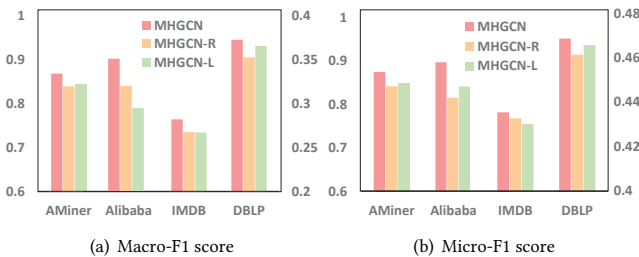 1
0.9
0.8
0.7
0.6
0.4
0.35
0.3
0.25
0.2
MHGCN
MHGCN-R
MHGCN-L
AMiner Alibaba IMDB DBLP
(a) Macro-F1 score
1
0.9
0.8
0.7
0.6
0.48
0.46
0.44
0.42
0.4
MHGCN
MHGCN-R
MHGCN-L
AMiner Alibaba IMDB DBLP
(b) Micro-F1 score